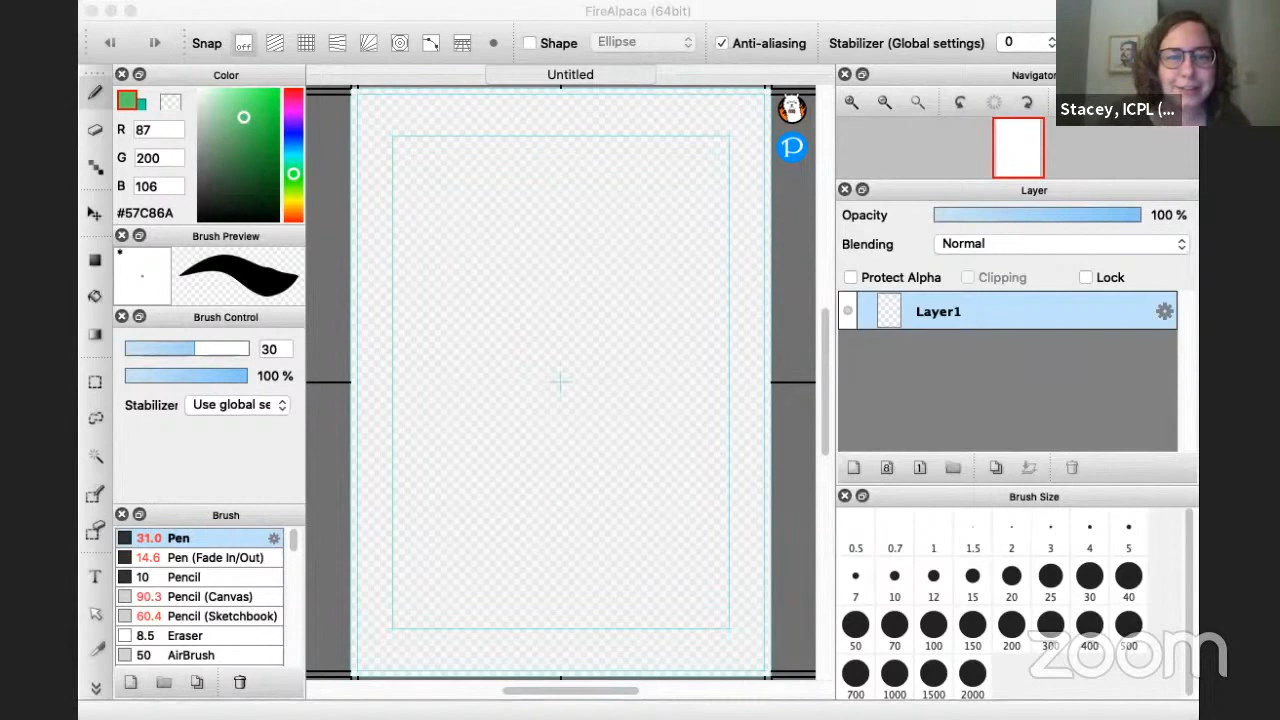 FireAlpaca (64bit)
Snap off Shape Ellipse Anti-aliasing Stabilizer (Global settings) 0
Stacey, ICPL (...
Color
R 87
G 200
B 106
#57C86A
Brush Preview
Brush Control
30
100 %
Stabilizer Use global se
Brush
31.0 Pen
14.6 Pen (Fade In/Out)
10 Pencil
90.3 Pencil (Canvas)
60.4 Pencil (Sketchbook)
8.5 Eraser
50 AirBrush
T
Untitled
P
Navigator
Layer
Opacity 100 %
Blending Normal
Protect Alpha Clipping Lock
Layer1
8 1
Brush Size
0.5 0.7 1 1.5 2 3 4 5
7 10 12 15 20 25 30 40
50 70 100 150 200 300 400 500
700 1000 1500 2000
zoom